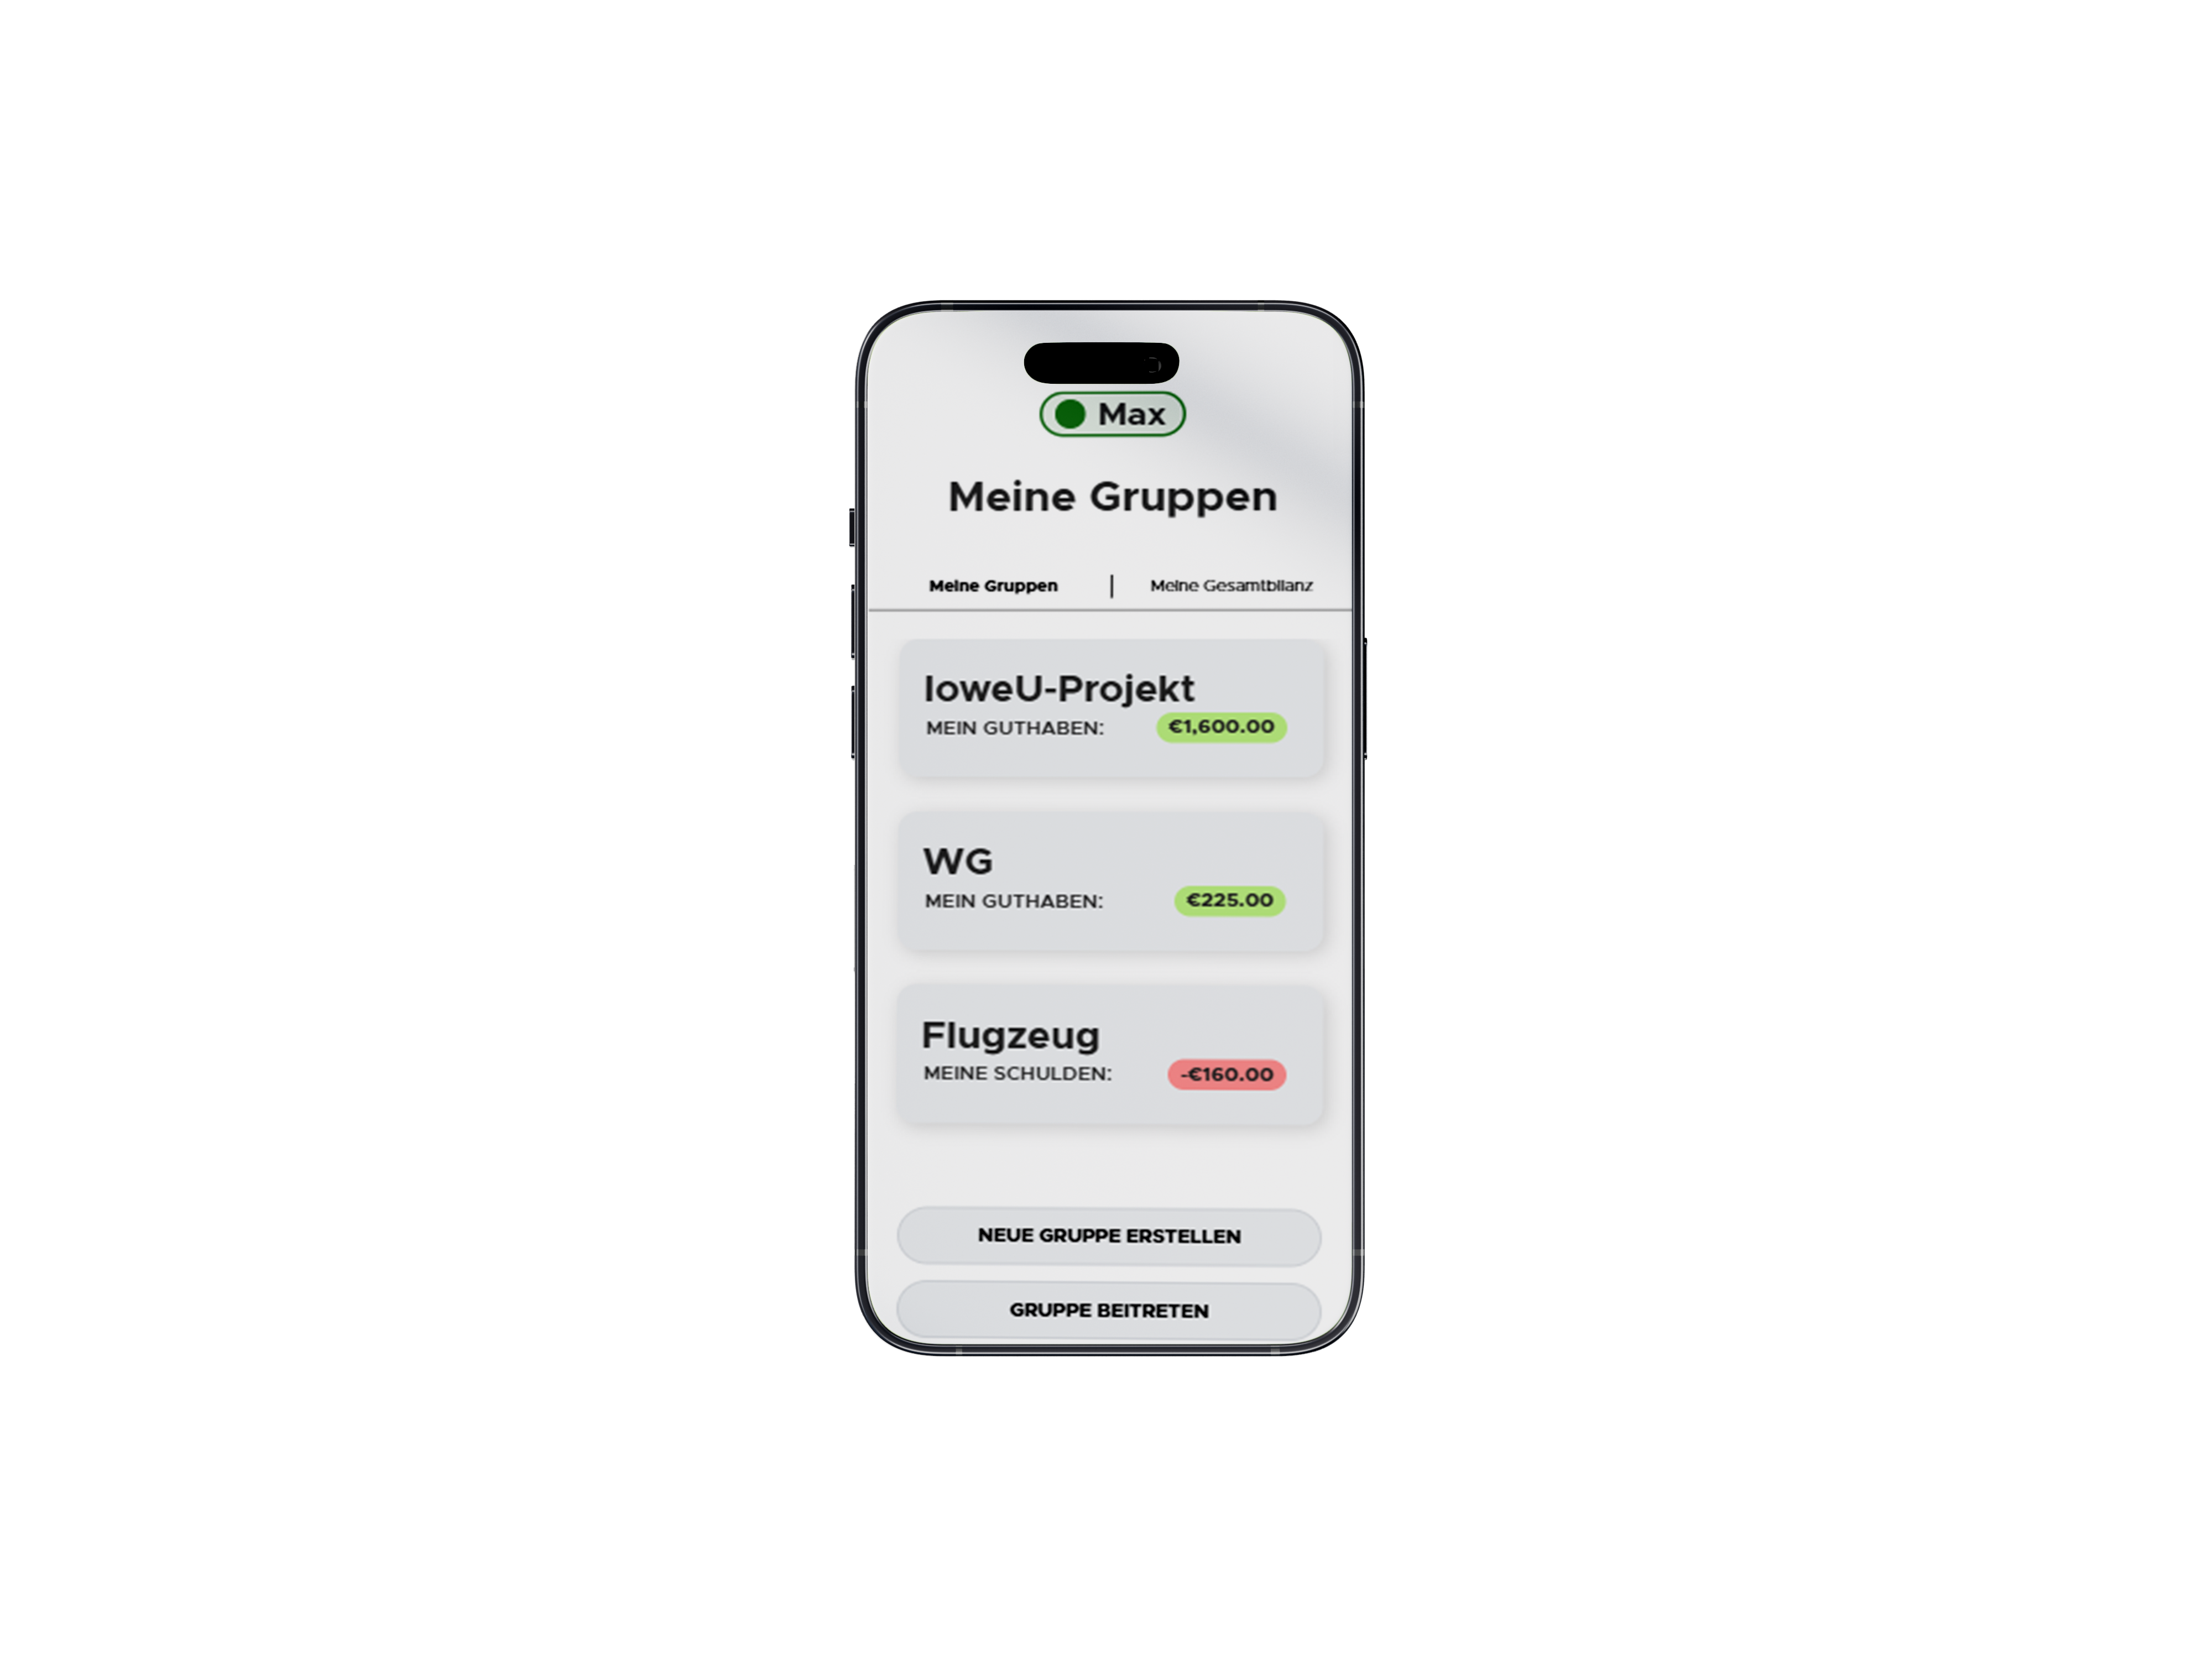 Max
Meine Gruppen
Meine Gruppen | Meine Gesamtbilanz
IoweU-Projekt
MEIN GUTHABEN: €1,600.00
WG
MEIN GUTHABEN: €225.00
Flugzeug
MEINE SCHULDEN: -€160.00
NEUE GRUPPE ERSTELLEN
GRUPPE BEITRETEN